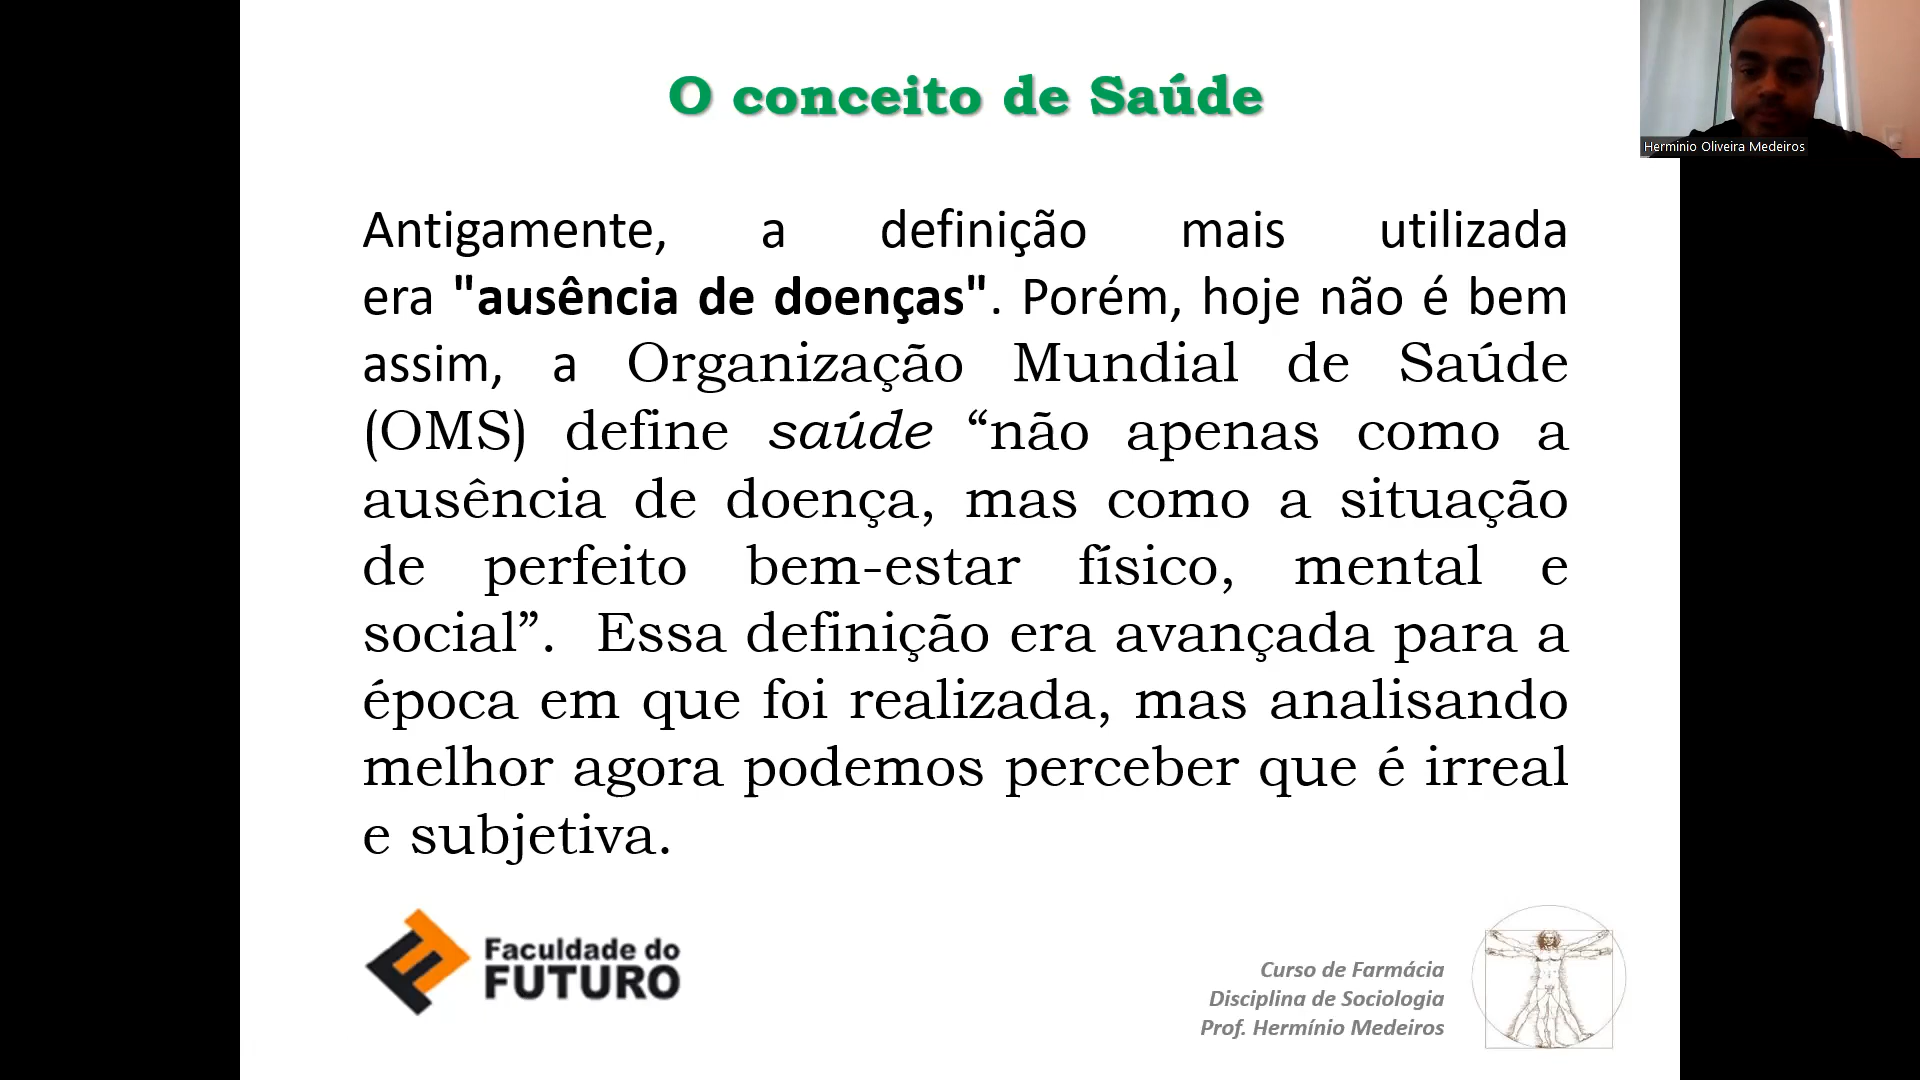 O conceito de Saúde
Herminio Oliveira Medeiros
Antigamente, a definição mais utilizada
era "ausência de doenças". Porém, hoje não é bem
assim, a Organização Mundial de Saúde
(OMS) define saúde “não apenas como a
ausência de doença, mas como a situação
de perfeito bem-estar físico, mental e
social”. Essa definição era avançada para a
época em que foi realizada, mas analisando
melhor agora podemos perceber que é irreal
e subjetiva.
Faculdade do
FUTURO
Curso de Farmácia
Disciplina de Sociologia
Prof. Hermínio Medeiros